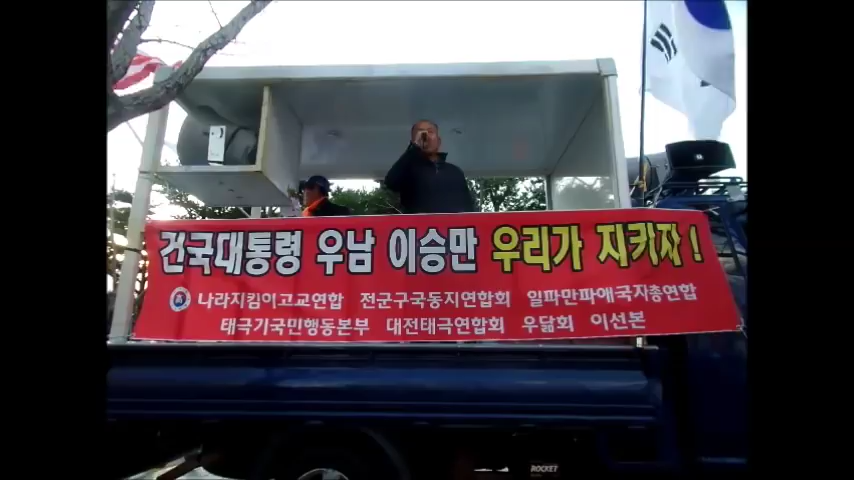 건국대통령 우남 이승만 우리가 지키자!
나라지킴이고교연합 전군구국동지연합회 일파만파애국자총연합
태극기국민행동본부 대전태극연합회 우닮회 이선본
ROCKET